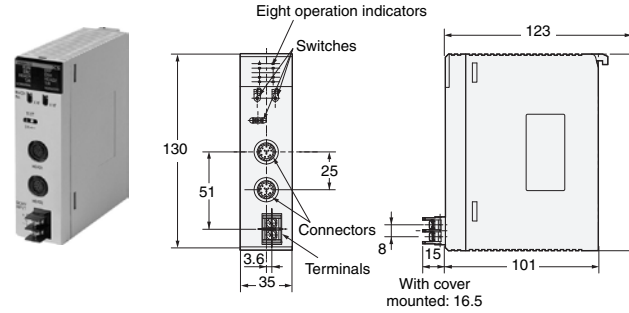 Eight operation indicators
Switches
123
130
51
25
Connectors
8
3.6
Terminals
15
101
35
With cover
mounted: 16.5